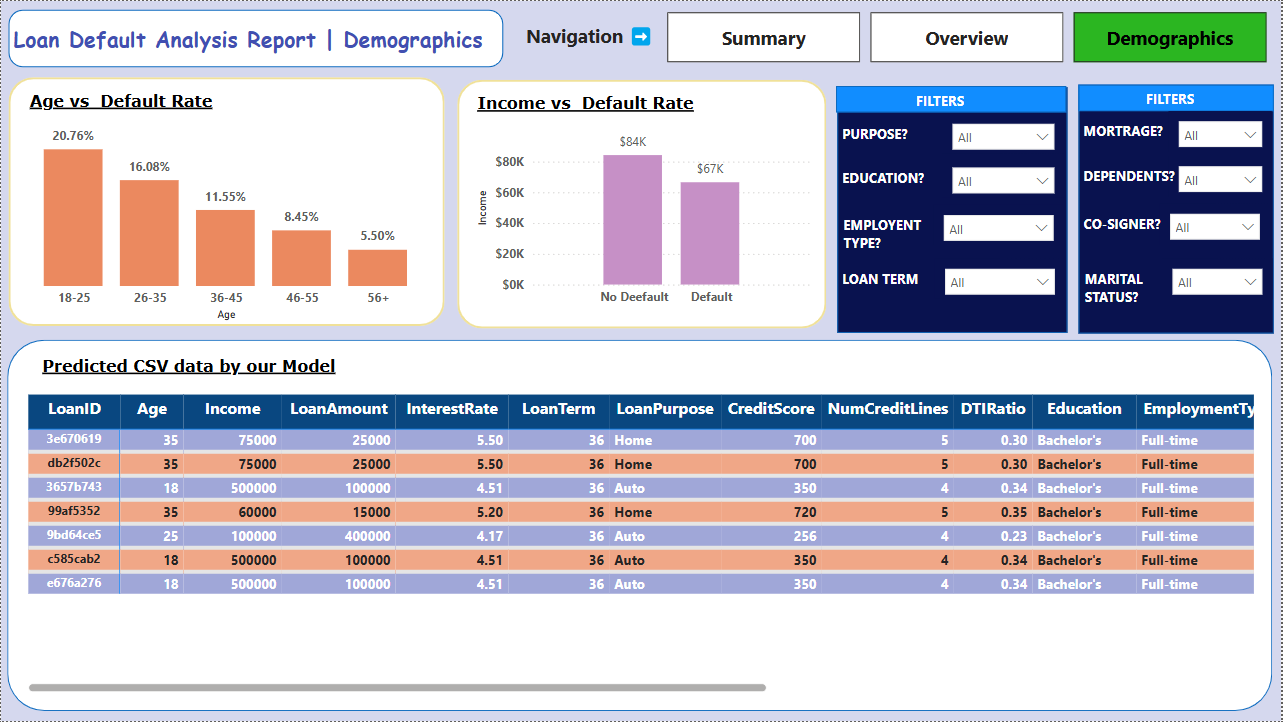 Loan Default Analysis Report | Demographics
Navigation
Summary
Overview
Demographics
Age vs Default Rate
20.76%
16.08%
11.55%
8.45%
5.50%
18-25
26-35
36-45
46-55
56+
Age
Income vs Default Rate
Income
$80K
$60K
$40K
$20K
$0K
$84K
$67K
No Deefault
Default
FILTERS
PURPOSE?
All
EDUCATION?
All
EMPLOYENT
TYPE?
All
LOAN TERM
All
FILTERS
MORTRAGE?
All
DEPENDENTS?
All
CO-SIGNER?
All
MARITAL
STATUS?
All
Predicted CSV data by our Model
LoanID Age Income LoanAmount InterestRate LoanTerm LoanPurpose CreditScore NumCreditLines DTIRatio Education EmploymentTy
3e670619 35 75000 25000 5.50 36 Home 700 5 0.30 Bachelor's Full-time
db2f502c 35 75000 25000 5.50 36 Home 700 5 0.30 Bachelor's Full-time
3657b743 18 500000 100000 4.51 36 Auto 350 4 0.34 Bachelor's Full-time
99af5352 35 60000 15000 5.20 36 Home 720 5 0.35 Bachelor's Full-time
9bd64ce5 25 100000 400000 4.17 36 Auto 256 4 0.23 Bachelor's Full-time
c585cab2 18 500000 100000 4.51 36 Auto 350 4 0.34 Bachelor's Full-time
e676a276 18 500000 100000 4.51 36 Auto 350 4 0.34 Bachelor's Full-time